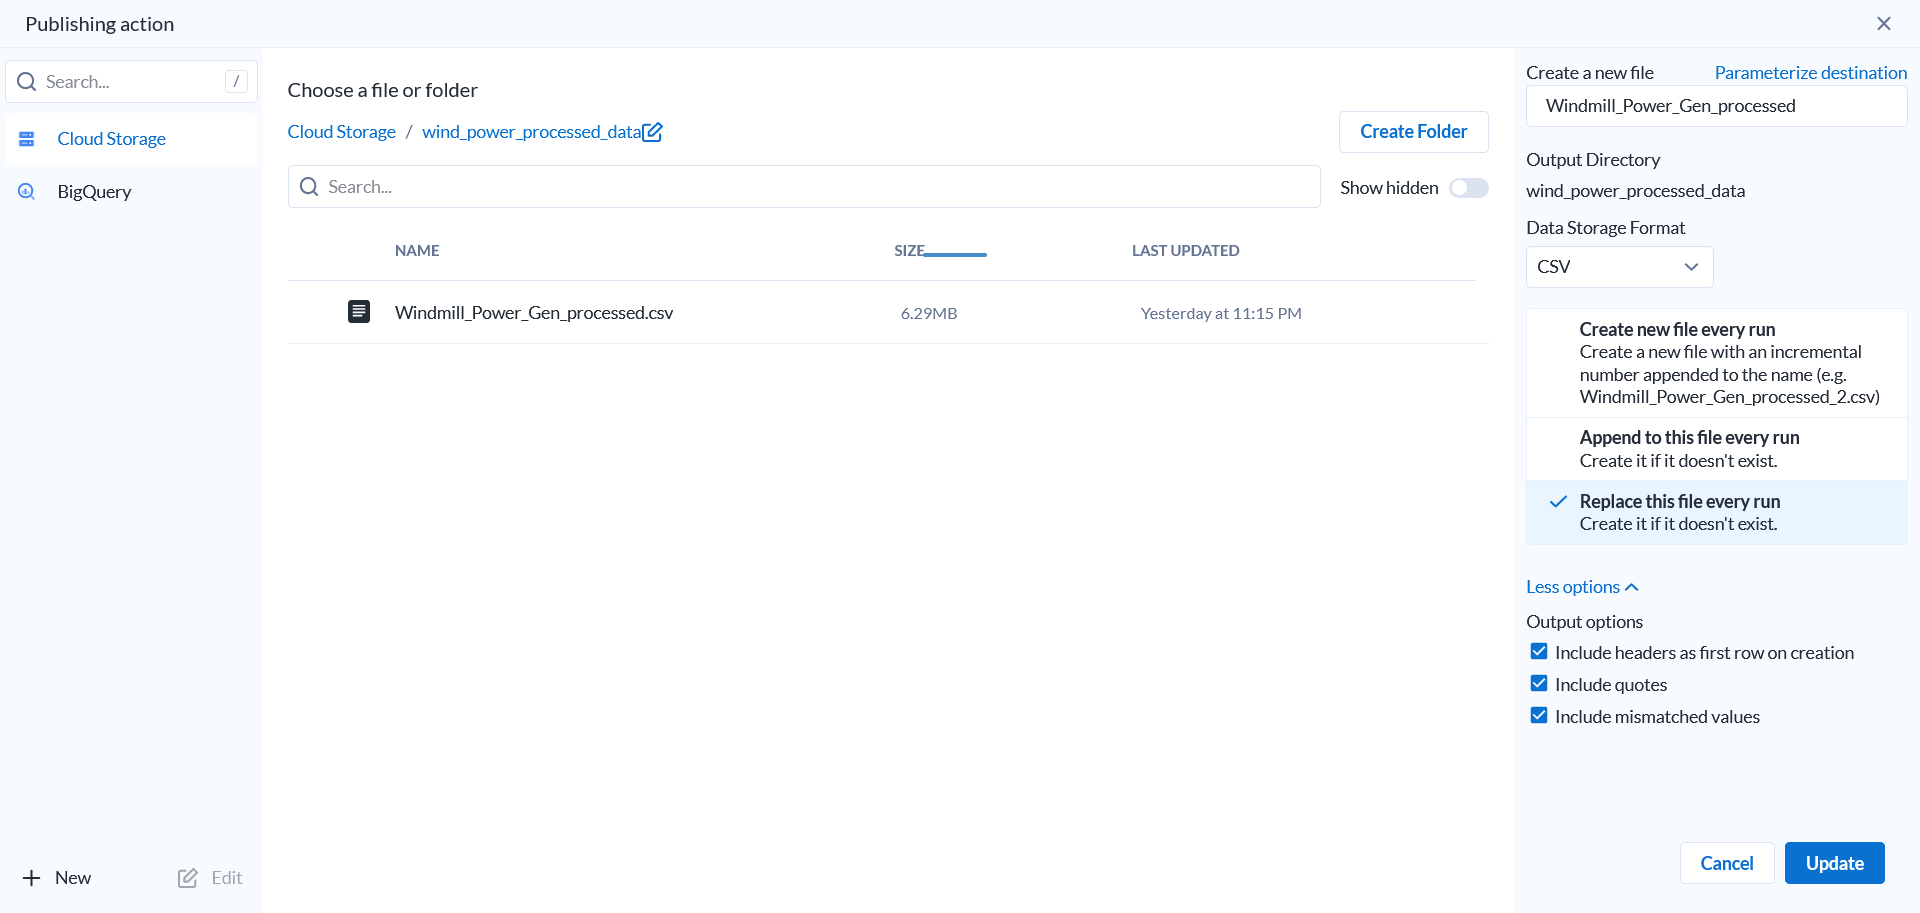 Publishing action
Search... /
Cloud Storage
BigQuery
New
Edit
Choose a file or folder
Cloud Storage / wind_power_processed_data
Create Folder
Search...
Show hidden
NAME SIZE LAST UPDATED
Windmill_Power_Gen_processed.csv 6.29MB Yesterday at 11:15 PM
Create a new file Parameterize destination
Windmill_Power_Gen_processed
Output Directory
wind_power_processed_data
Data Storage Format
CSV
Create new file every run
Create a new file with an incremental
number appended to the name (e.g.
Windmill_Power_Gen_processed_2.csv)
Append to this file every run
Create it if it doesn't exist.
Replace this file every run
Create it if it doesn't exist.
Less options
Output options
Include headers as first row on creation
Include quotes
Include mismatched values
Cancel
Update